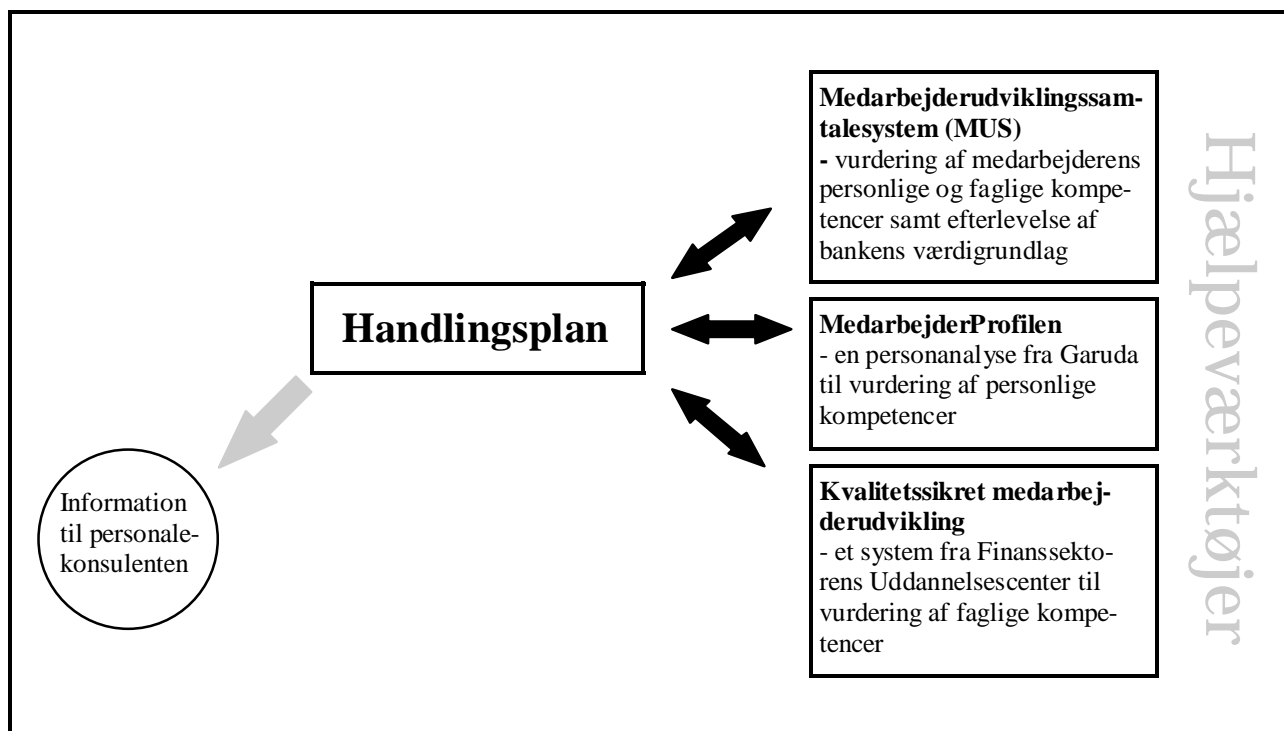 Medarbejderudviklingssam-
talesystem (MUS)
- vurdering af medarbejderens
personlige og faglige kompe-
tencer samt efterlevelse af
bankens værdigrundlag
Handlingsplan
MedarbejderProfilen
- en personanalyse fra Garuda
til vurdering af personlige
kompetencer
Information
til personale-
konsulenten
Kvalitetssikret medarbej-
derudvikling
- et system fra Finanssekto-
rens Uddannelsescenter til
vurdering af faglige kompe-
tencer
Hjælpeværktøjer